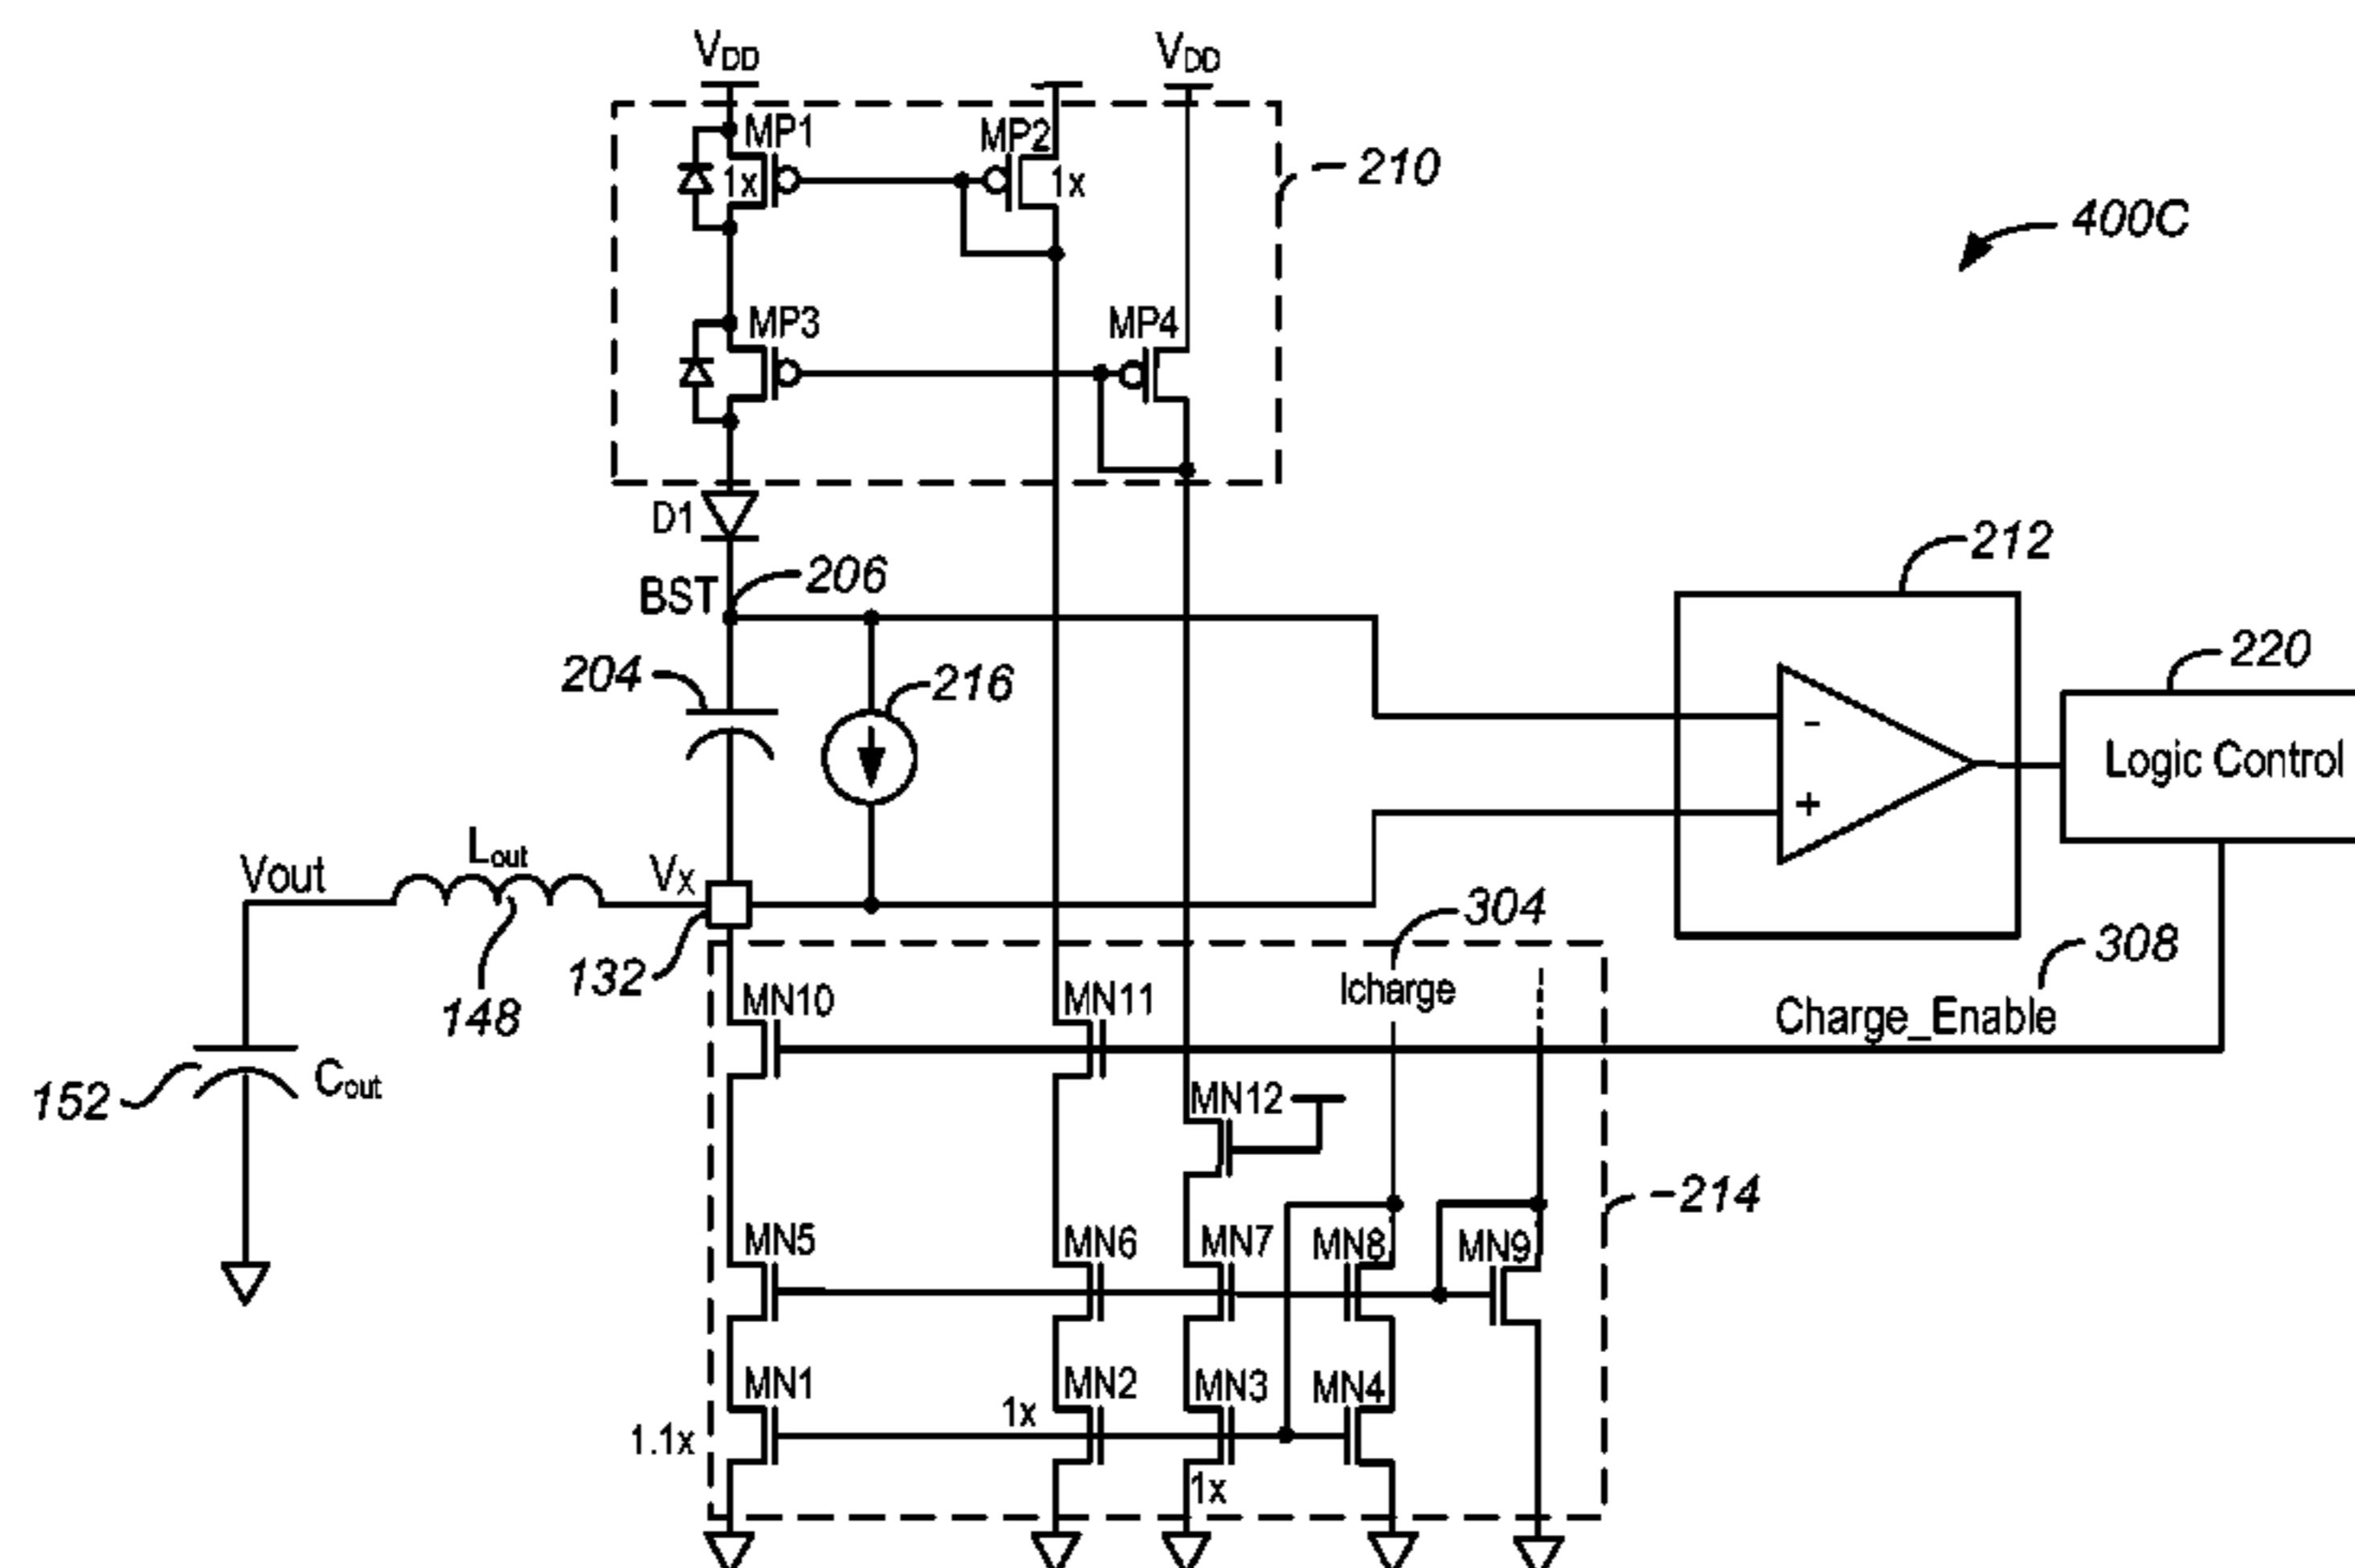 VDD
VDD
MP1
MP2
1x
1x
210
400C
MP3
MP4
D1
BST
206
212
204
216
220
-
Logic Control
+
Vout
Lout
Vx
304
308
148
132
MN10
MN11
Icharge
Charge_Enable
152
Cout
MN12
214
MN5
MN6
MN7
MN8
MN9
MN1
MN2
MN3
MN4
1.1x
1x
1x